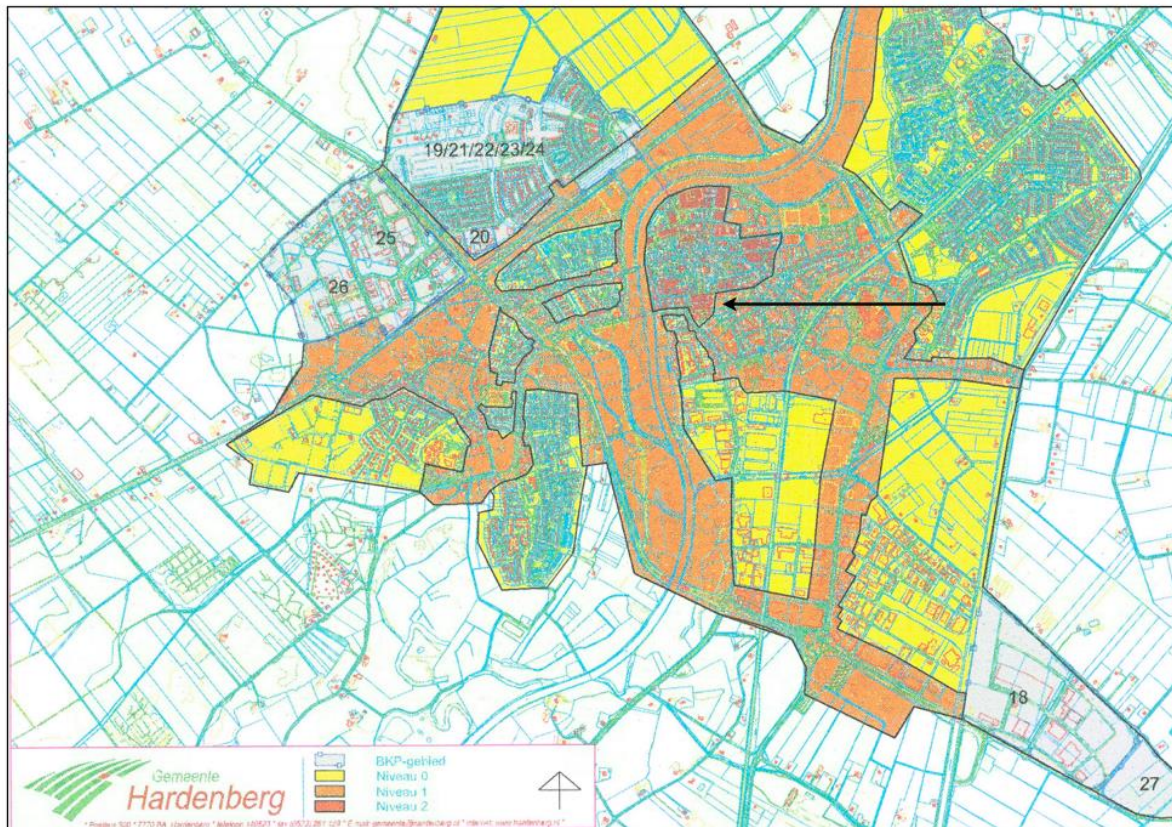 19/21/22/23/24
20
25
26
18
27
Gemeente
Hardenberg
BKP-gebied
Niveau 0
Niveau 1
Niveau 2